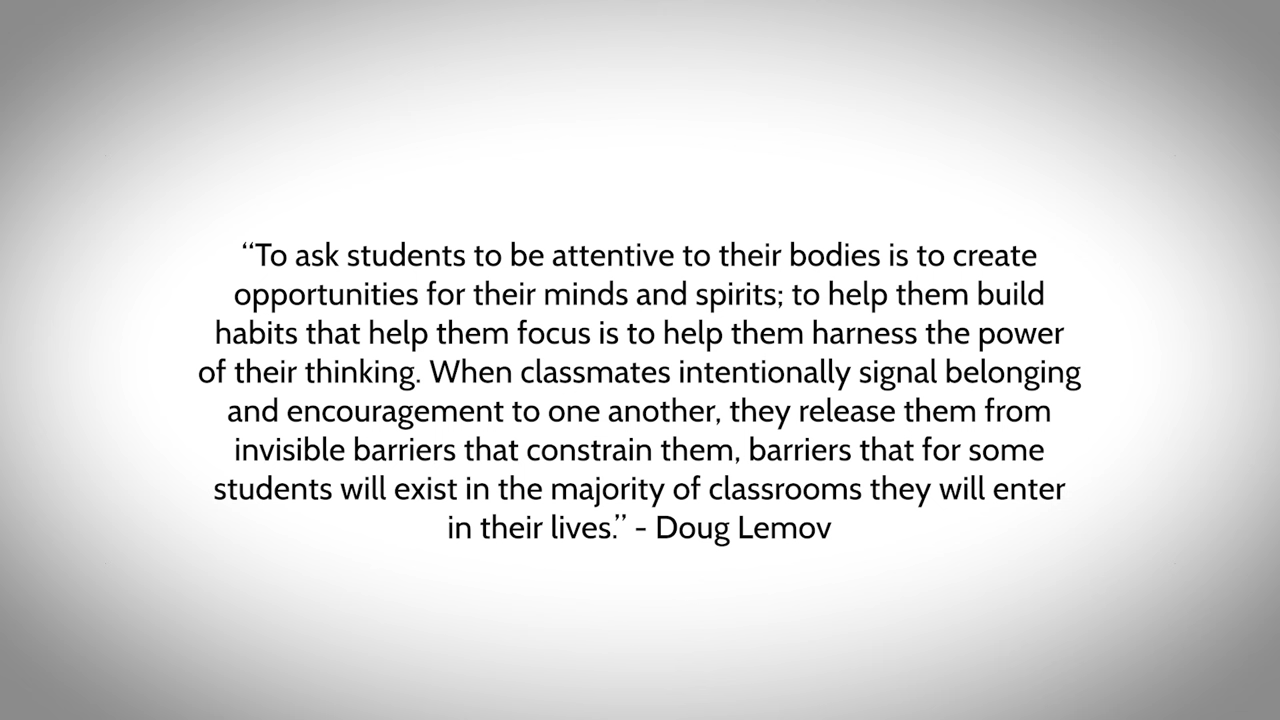 “To ask students to be attentive to their bodies is to create
opportunities for their minds and spirits; to help them build
habits that help them focus is to help them harness the power
of their thinking. When classmates intentionally signal belonging
and encouragement to one another, they release them from
invisible barriers that constrain them, barriers that for some
students will exist in the majority of classrooms they will enter
in their lives.” - Doug Lemov